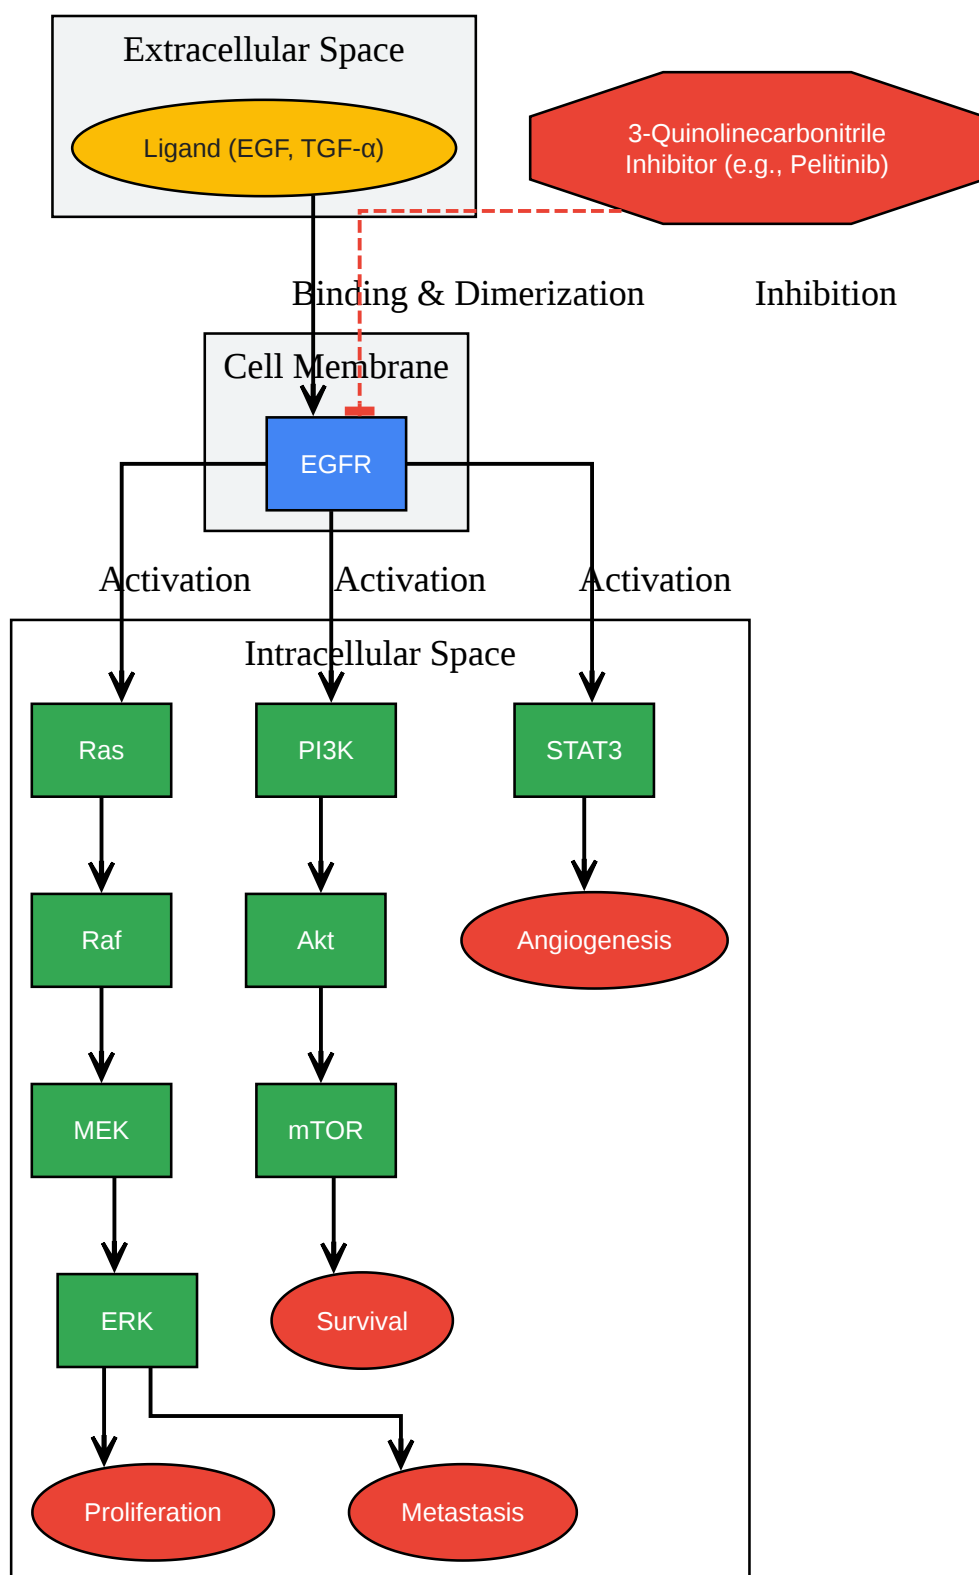 Extracellular Space
Ligand (EGF, TGF-α)
3-Quinolinecarbonitrile
Inhibitor (e.g., Pelitinib)
Binding & Dimerization
Inhibition
Cell Membrane
EGFR
Activation
Activation
Activation
Intracellular Space
Ras
PI3K
STAT3
Raf
Akt
Angiogenesis
MEK
mTOR
ERK
Survival
Proliferation
Metastasis